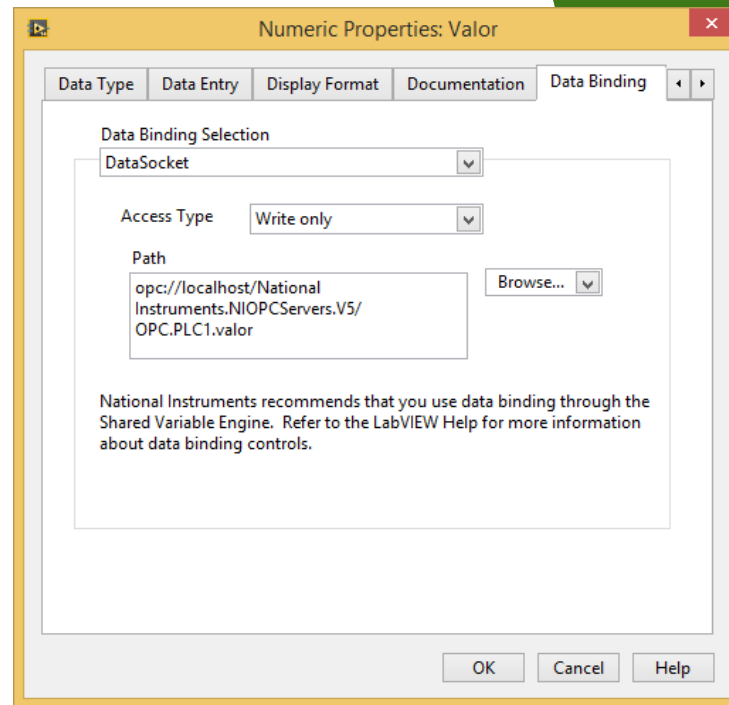 Numeric Properties: Valor
Data Type
Data Entry
Display Format
Documentation
Data Binding
Data Binding Selection
DataSocket
Access Type
Write only
Path
opc://localhost/National
Instruments.NIOPCServers.V5/
OPC.PLC1.valor
Browse...
National Instruments recommends that you use data binding through the
Shared Variable Engine.  Refer to the LabVIEW Help for more information
about data binding controls.
OK
Cancel
Help